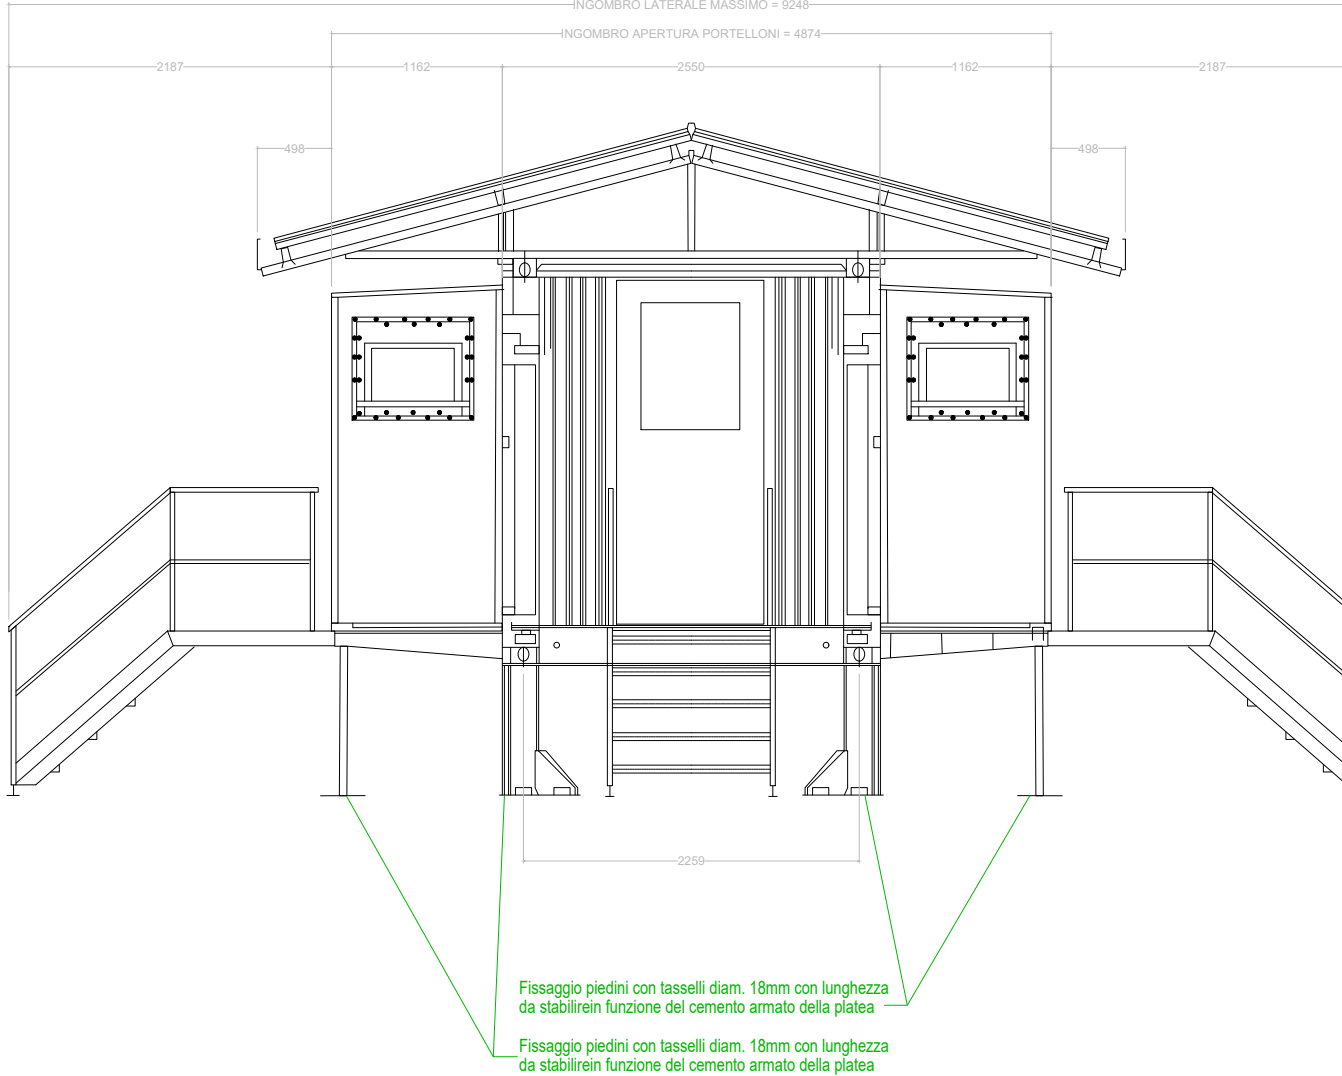 INGOMBRO LATERALE MASSIMO = 9248
INGOMBRO APERTURA PORTELLONI = 4874
2187 1162 2550 1162 2187
498 498
2259
Fissaggio piedini con tasselli diam. 18mm con lunghezza
da stabilirein funzione del cemento armato della platea
Fissaggio piedini con tasselli diam. 18mm con lunghezza
da stabilirein funzione del cemento armato della platea